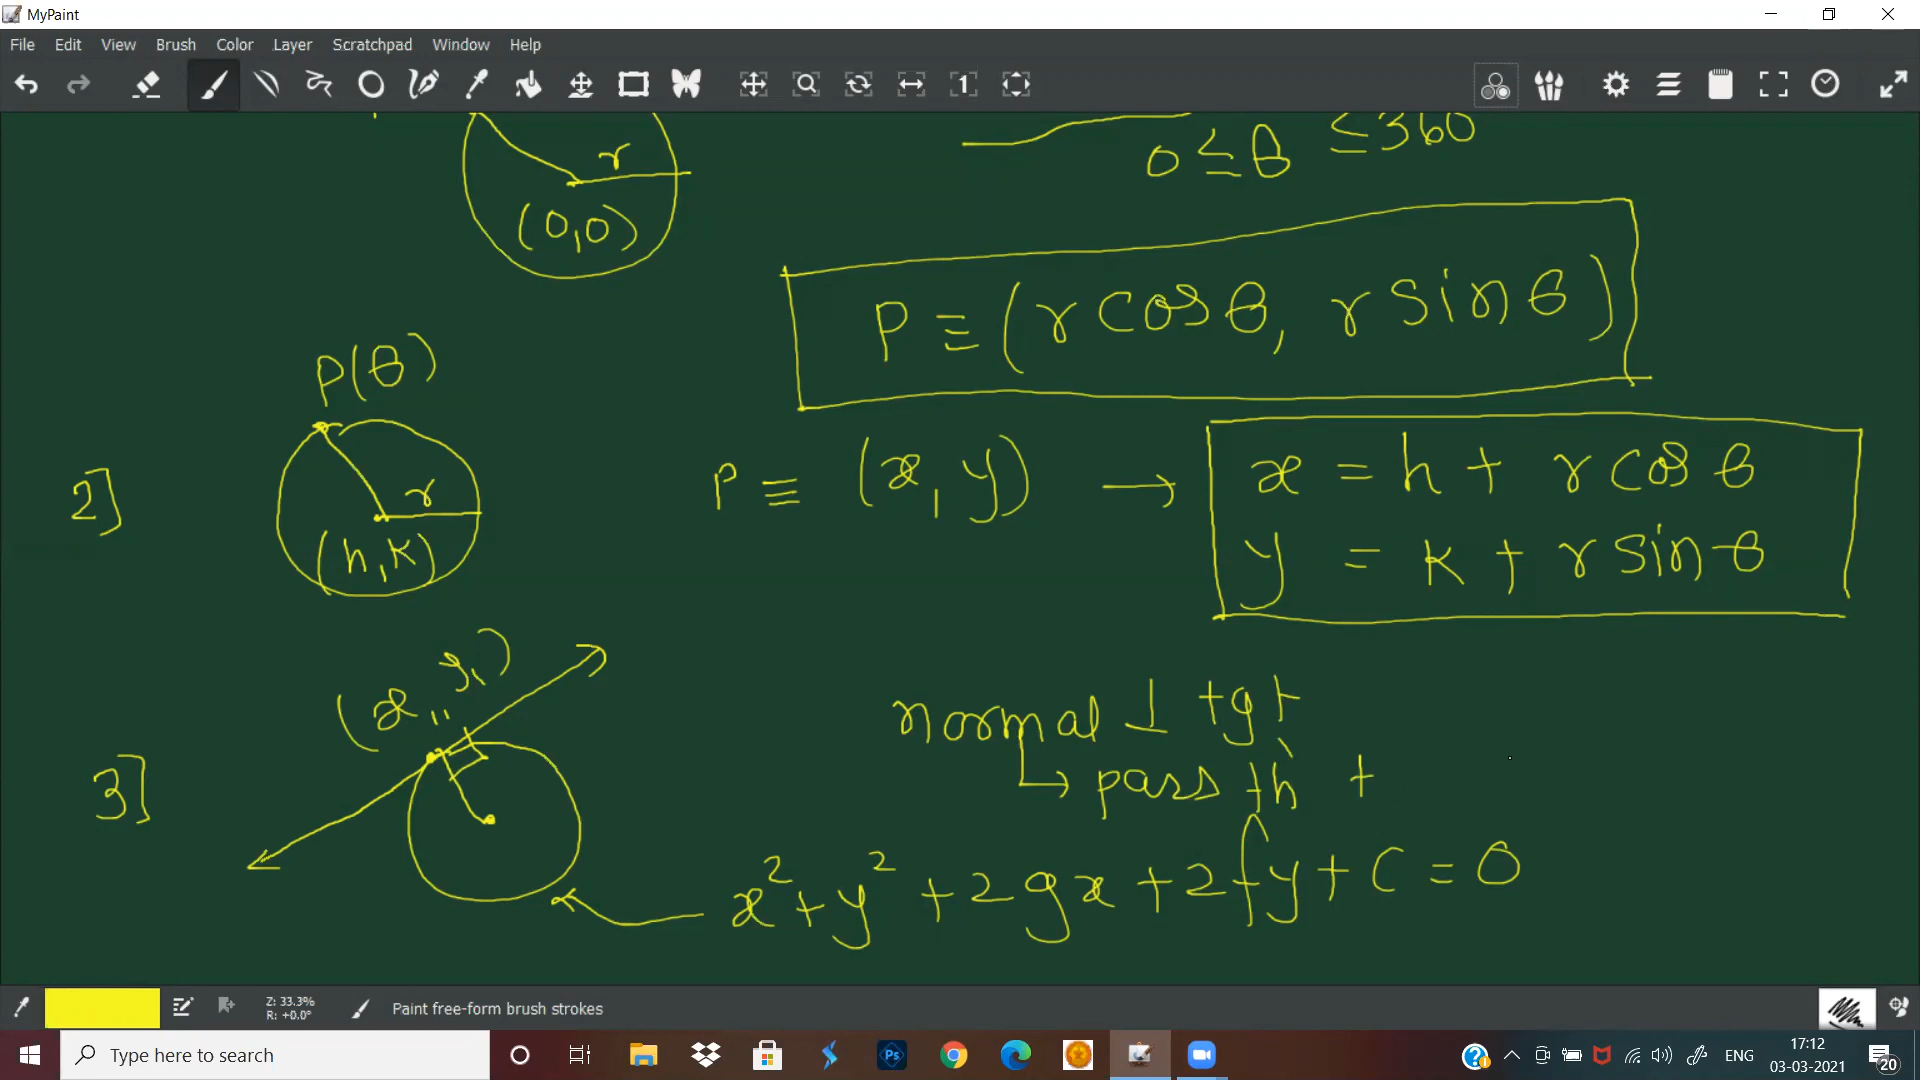 MyPaint
File Edit View Brush Color Layer Scratchpad Window Help
r
(0,0)
0 ≤ θ ≤ 360
P ≡ (r cos θ, r sin θ)
P(θ)
2]
r
(h,k)
P ≡ (x, y) → x = h + r cos θ
y = k + r sin θ
3]
(x₁, y₁)
normal ⊥ tgt
↳ pass th +
x² + y² + 2gx + 2fy + c = 0
Z: 33.3%
R: +0.0°
Paint free-form brush strokes
Type here to search
Ps
ENG
17:12
03-03-2021
20